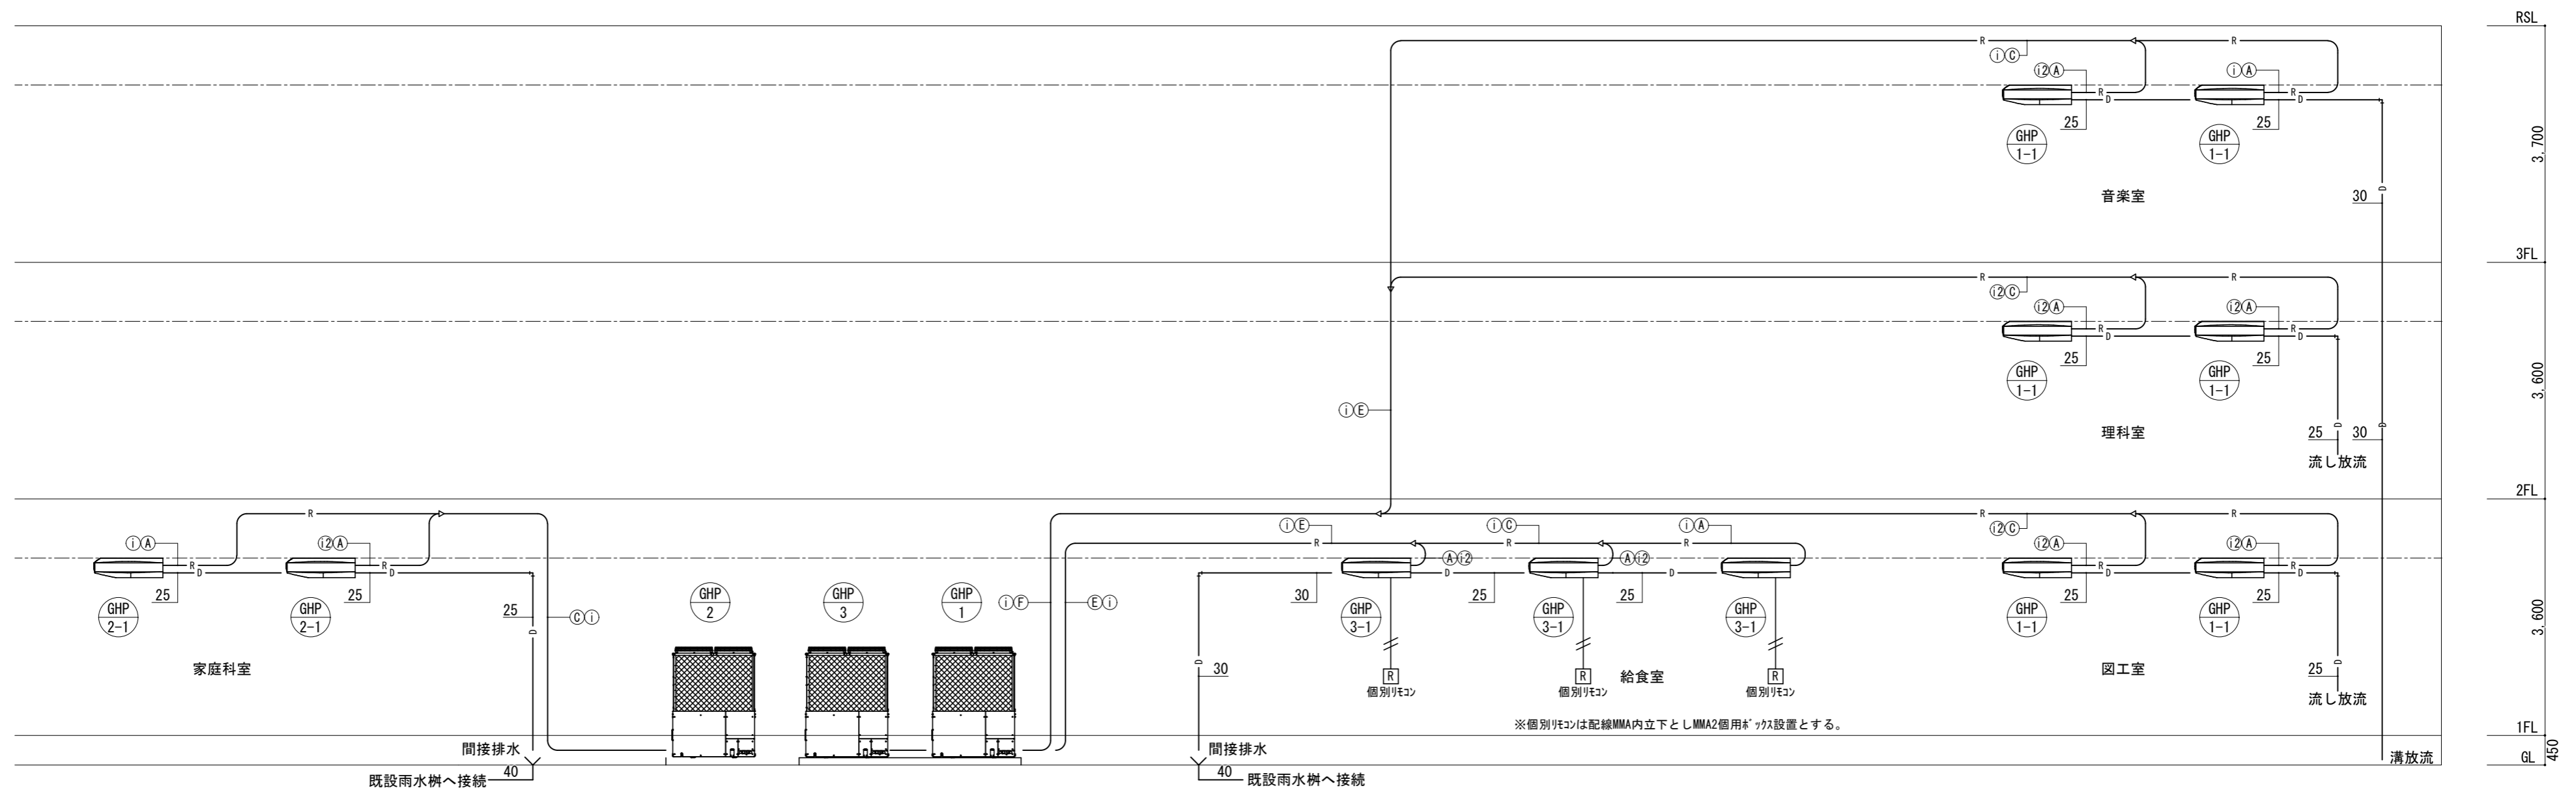 RSL
R
R
ⓘⒸ
ⓘ2Ⓐ
ⓘⒶ
R
D
R
D
25
25
GHP
1-1
GHP
1-1
3,700
音楽室
30
D
3FL
R
R
ⓘ2Ⓒ
ⓘ2Ⓐ
ⓘ2Ⓐ
R
D
R
D
25
25
GHP
1-1
GHP
1-1
3,600
ⓘⒺ
理科室
25
D
30
D
流し放流
2FL
R
R
R
ⓘⒺ
ⓘⒸ
ⓘⒶ
ⓘ2Ⓒ
ⓘⒶ
ⓘ2Ⓐ
R
R
R
ⓘ2Ⓐ
ⓘ2Ⓐ
Ⓐⓘ2
Ⓐⓘ2
R
D
R
D
D
D
R
D
R
D
25
25
30
25
25
25
25
GHP
2-1
GHP
2-1
25
D
Ⓒⓘ
GHP
2
GHP
3
GHP
1
ⓘⒻ
Ⓔⓘ
GHP
3-1
GHP
3-1
GHP
3-1
GHP
1-1
GHP
1-1
3,600
家庭科室
D
30
R
R
R
個別リモコン
個別リモコン
個別リモコン
給食室
図工室
25
D
流し放流
※個別リモコンは配線MMA内立下としMMA2個用ボックス設置とする。
1FL
間接排水
間接排水
溝放流
GL
450
40
既設雨水桝へ接続
40
既設雨水桝へ接続